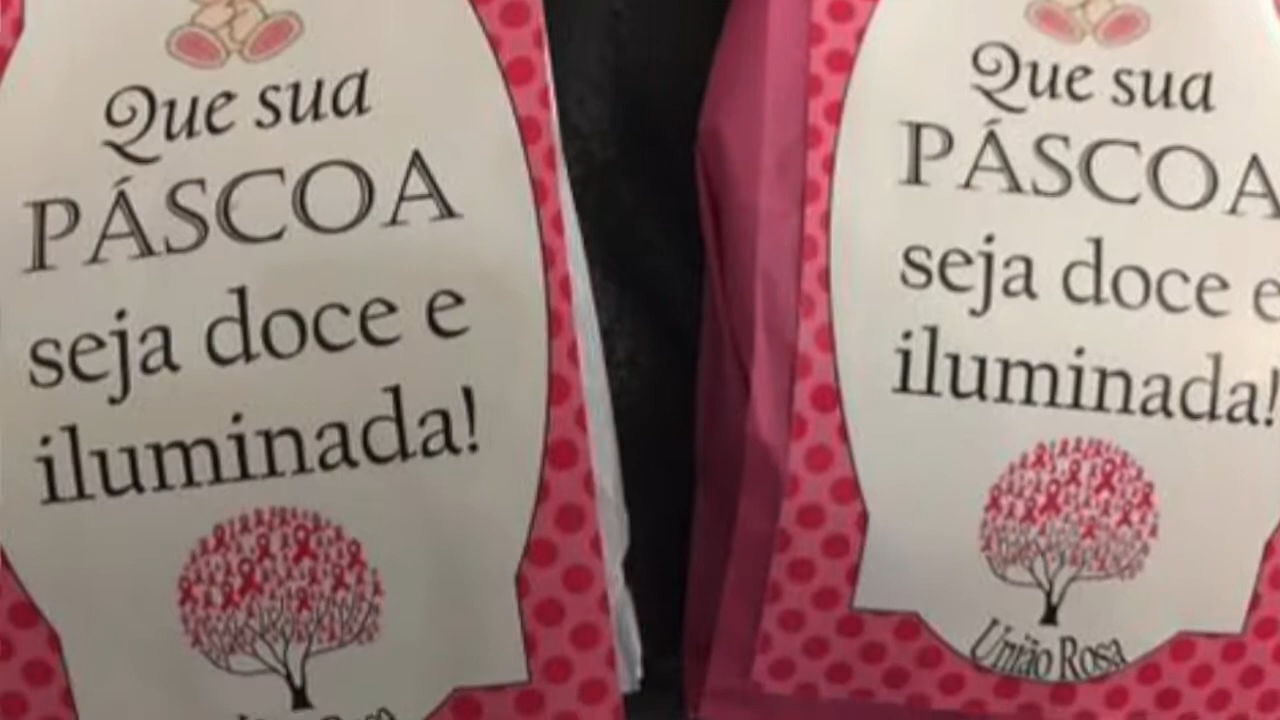 Que sua
PÁSCOA
seja doce e
iluminada!
Que sua
PÁSCOA
seja doce e
iluminada!
União Rosa